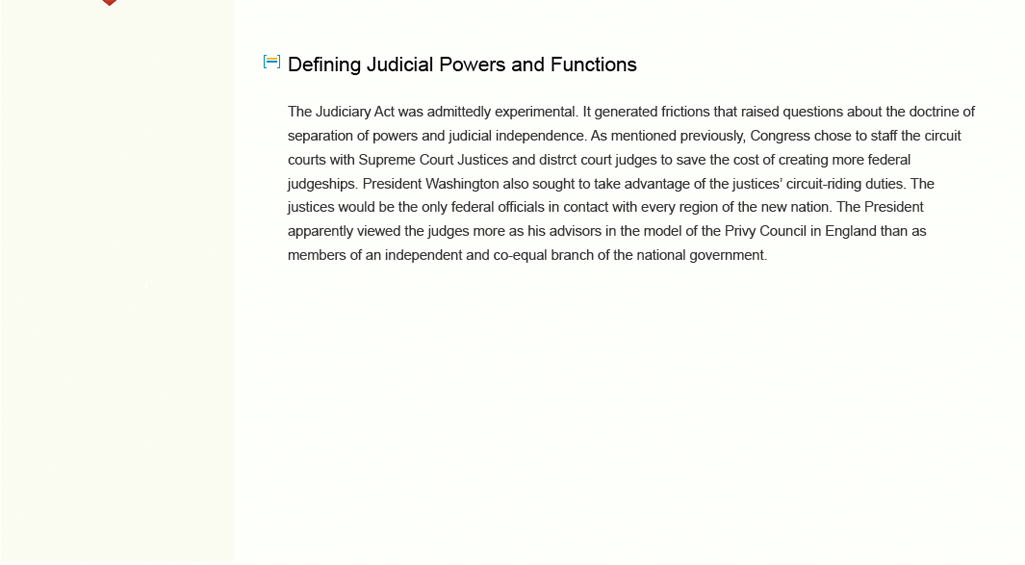 Defining Judicial Powers and Functions
The Judiciary Act was admittedly experimental. It generated frictions that raised questions about the doctrine of
separation of powers and judicial independence. As mentioned previously, Congress chose to staff the circuit
courts with Supreme Court Justices and distrct court judges to save the cost of creating more federal
judgeships. President Washington also sought to take advantage of the justices’ circuit-riding duties. The
justices would be the only federal officials in contact with every region of the new nation. The President
apparently viewed the judges more as his advisors in the model of the Privy Council in England than as
members of an independent and co-equal branch of the national government.